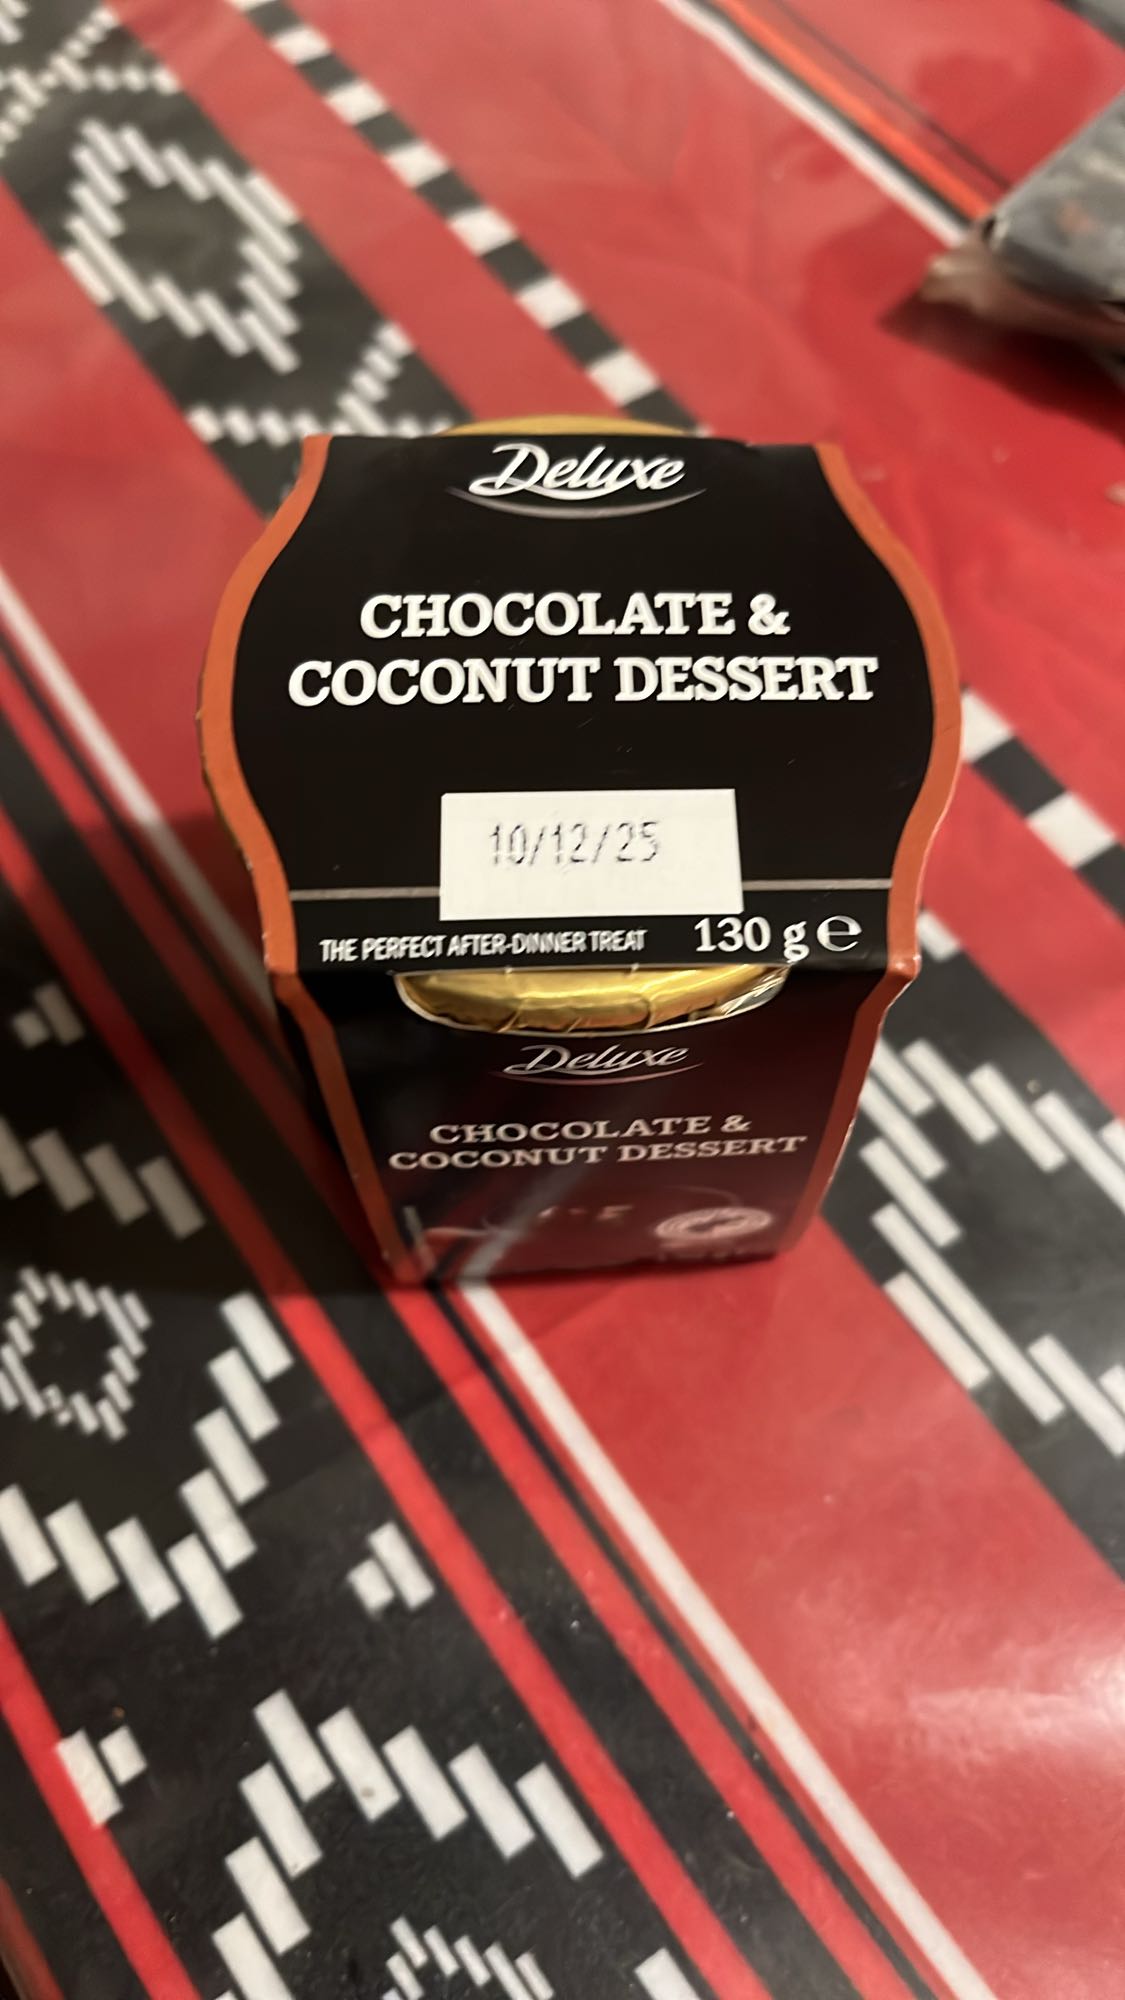 Deluxe
CHOCOLATE &
COCONUT DESSERT
10/12/25
THE PERFECT AFTER-DINNER TREAT 130 g e
Deluxe
CHOCOLATE &
COCONUT DESSERT